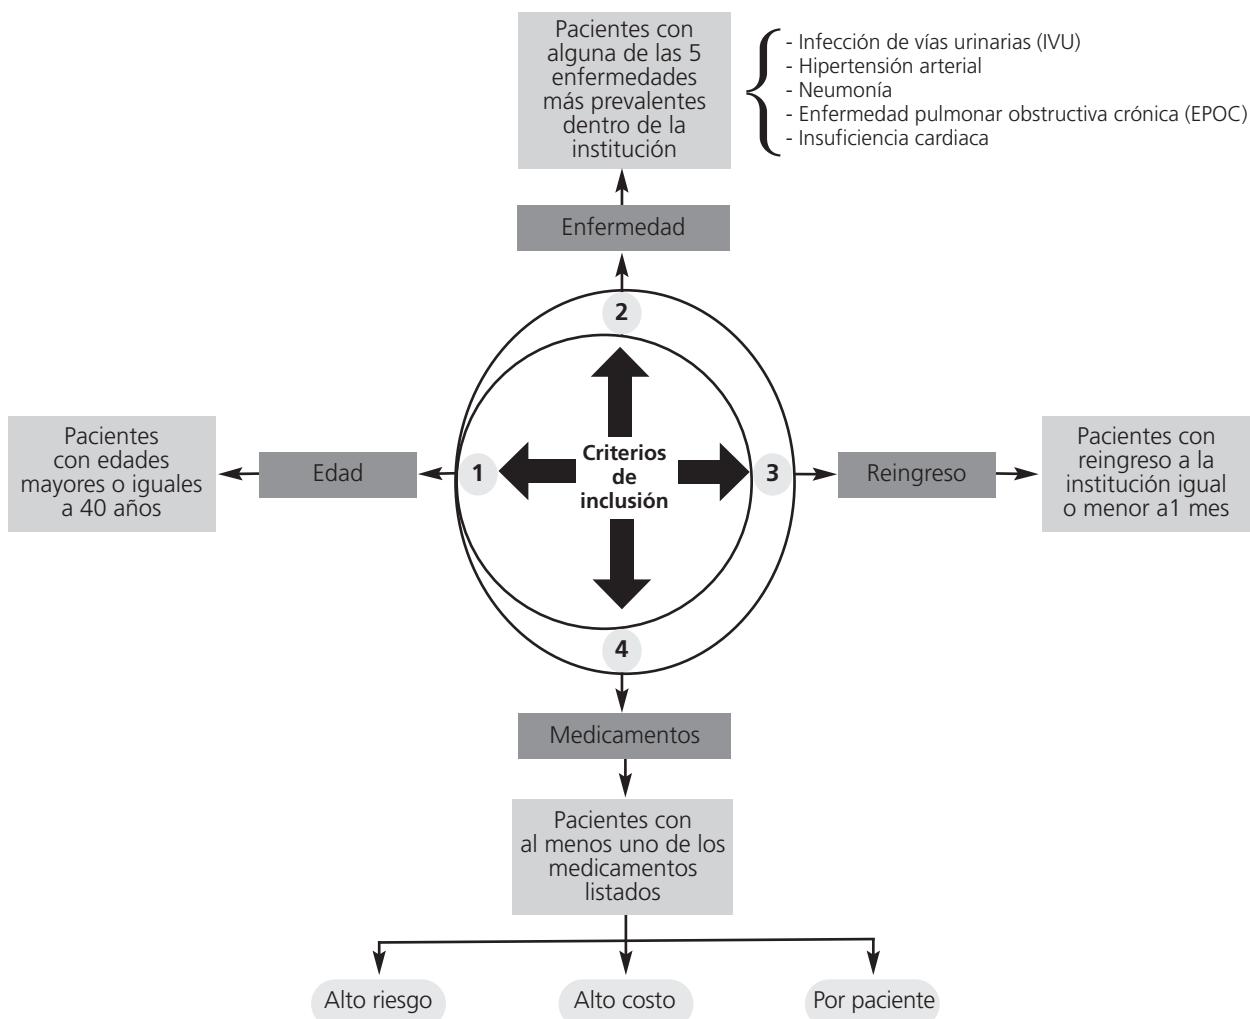 Pacientes con
alguna de las 5
enfermedades
más prevalentes
dentro de la
institución
- Infección de vías urinarias (IVU)
- Hipertensión arterial
- Neumonía
- Enfermedad pulmonar obstructiva crónica (EPOC)
- Insuficiencia cardiaca
Enfermedad
2
Pacientes
con edades
mayores o iguales
a 40 años
Edad
1
Criterios
de
inclusión
3
Reingreso
Pacientes con
reingreso a la
institución igual
o menor a1 mes
4
Medicamentos
Pacientes con
al menos uno de los
medicamentos
listados
Alto riesgo
Alto costo
Por paciente